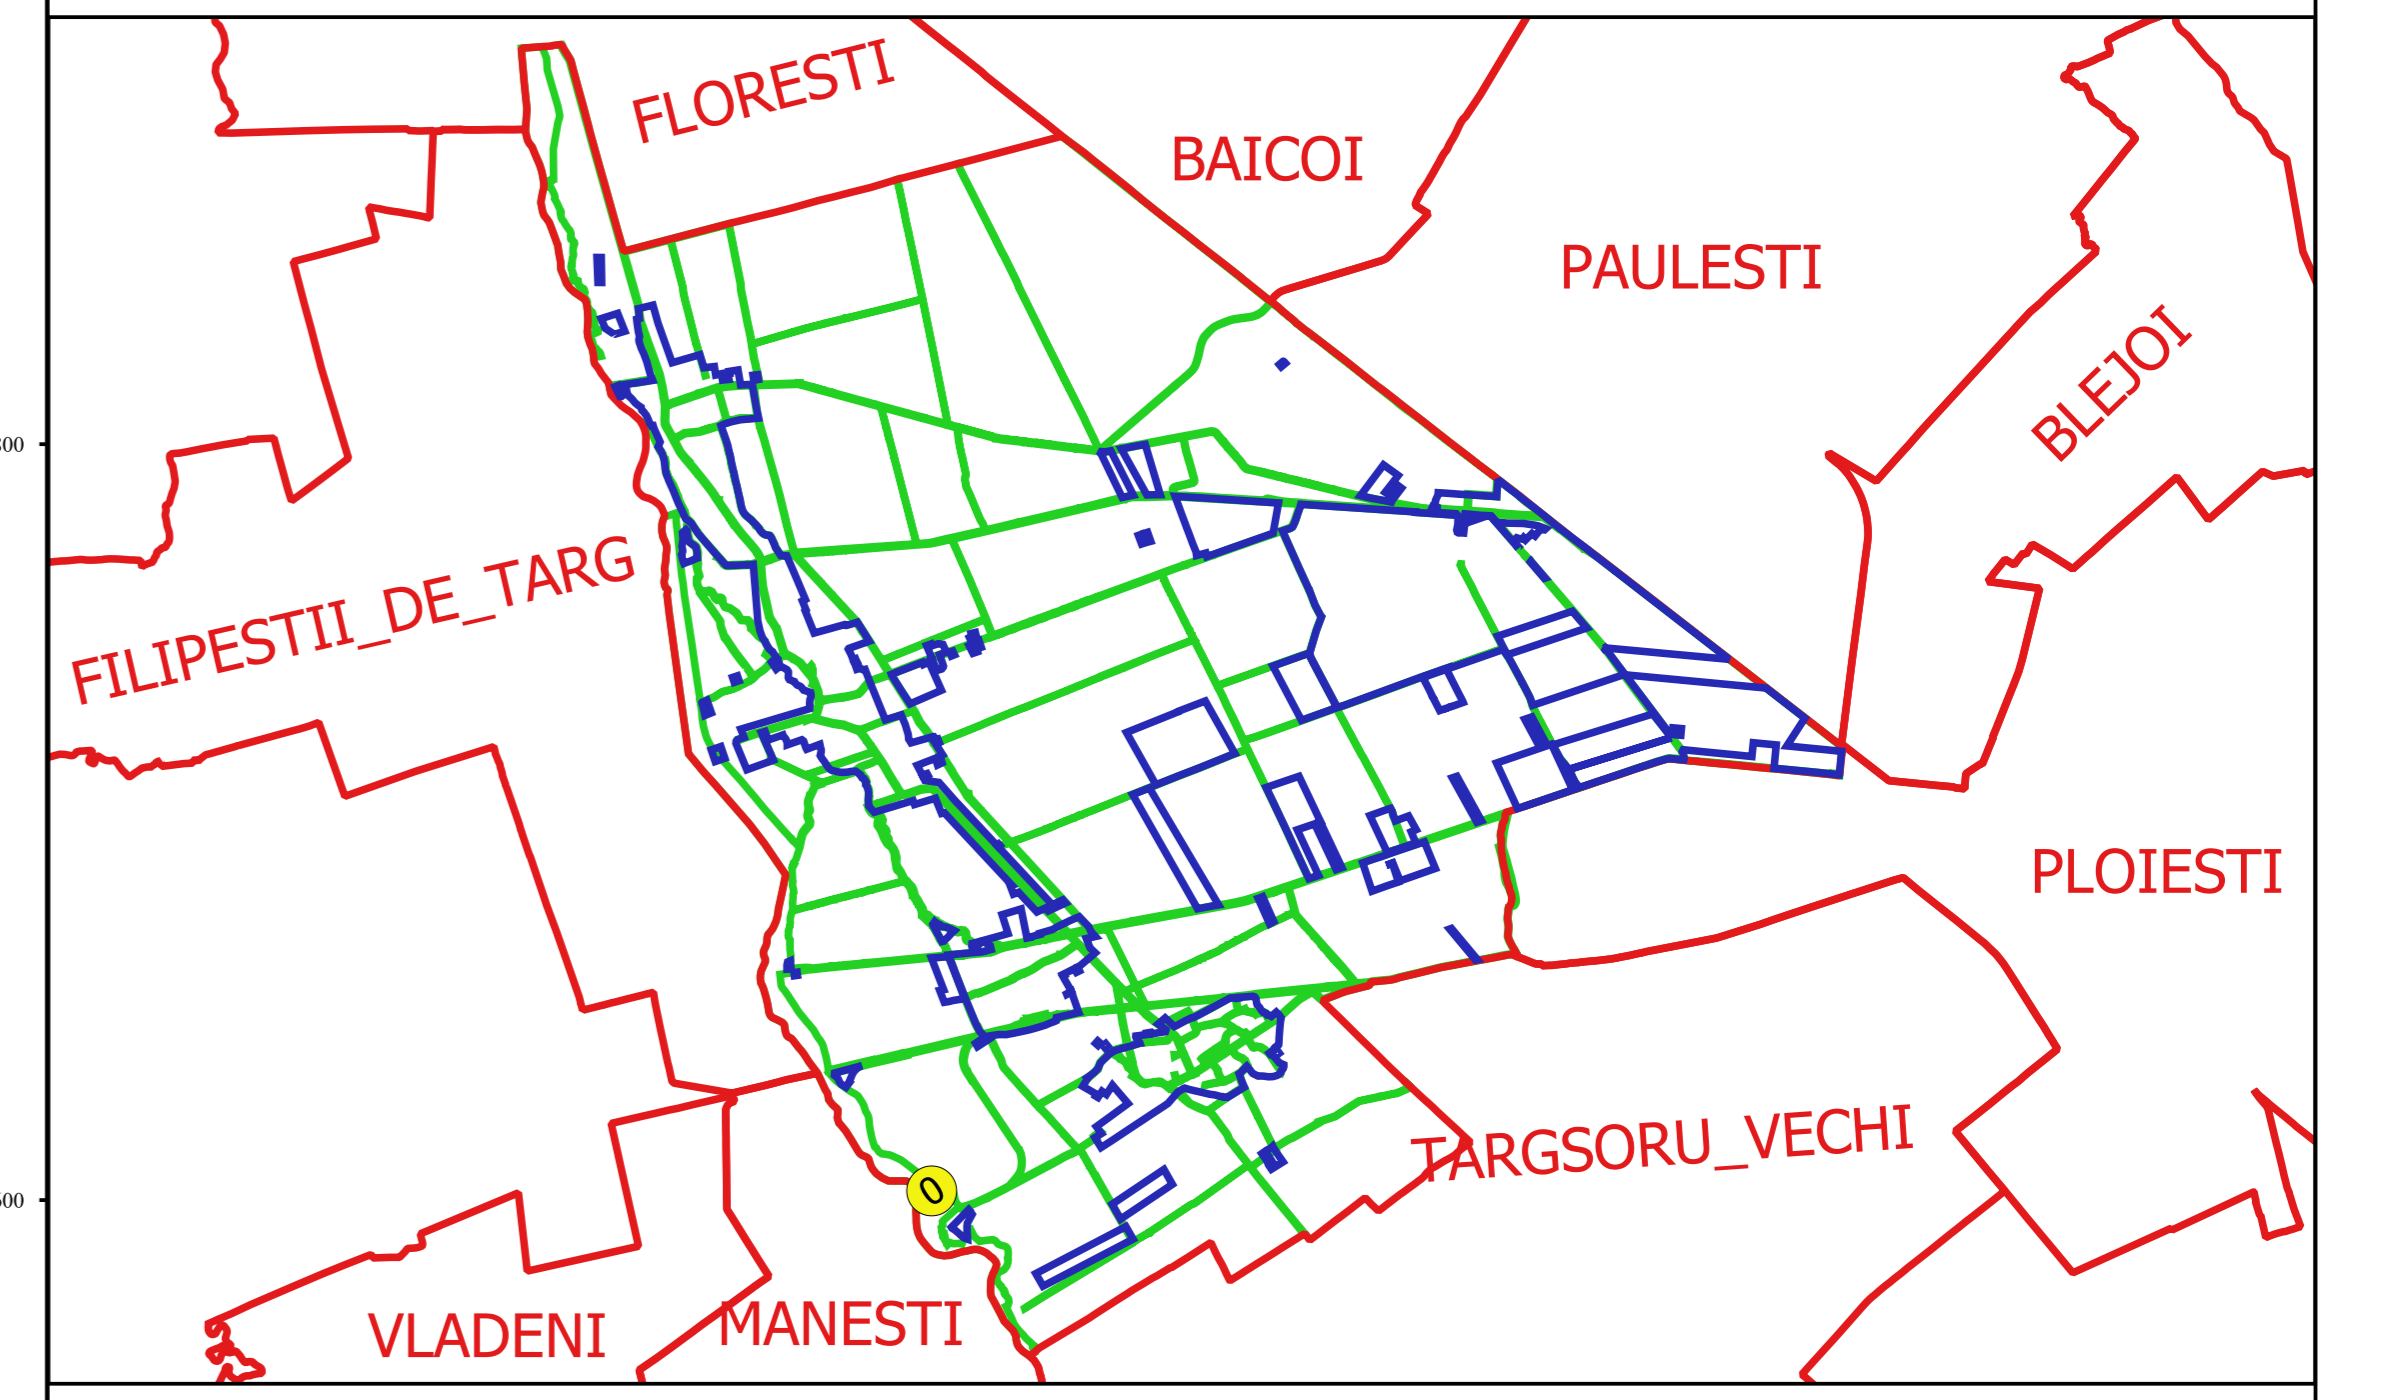 FLORESTI
BAICOI
PAULESTI
BLEJOI
FILIPESTII_DE_TARG
PLOIESTI
TARGSORU_VECHI
0
VLADENI
MANESTI